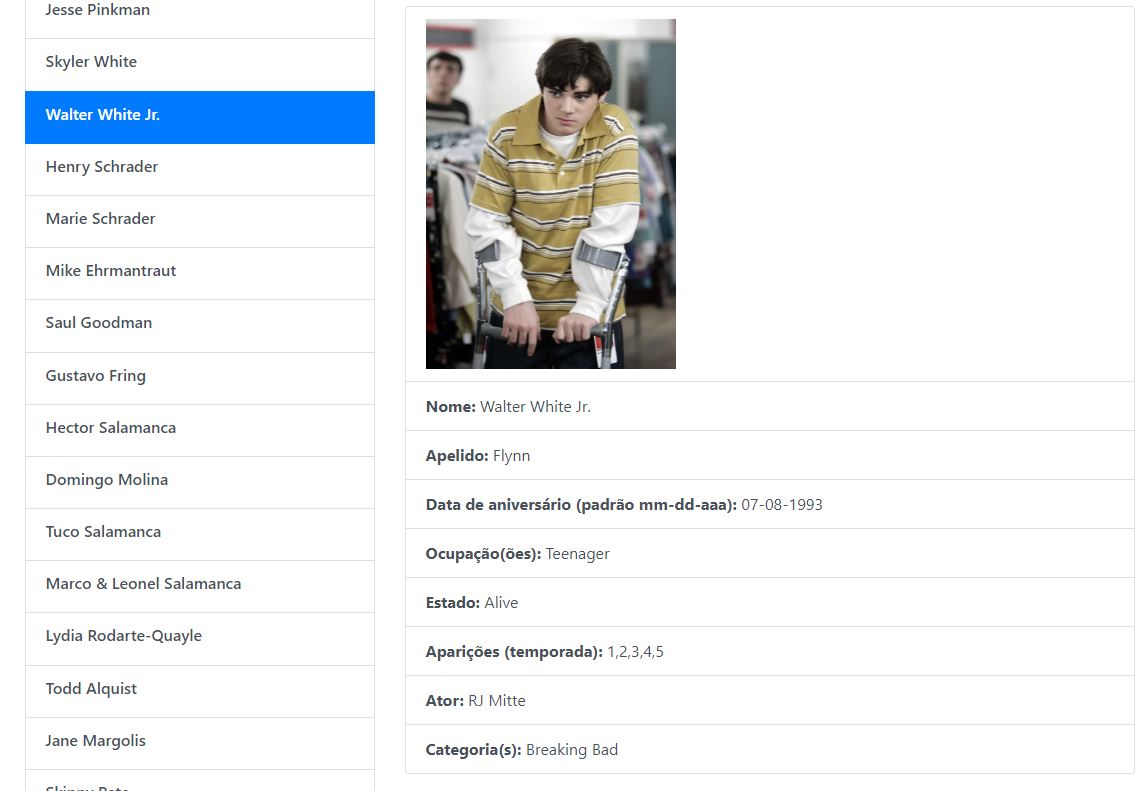 Jesse Pinkman
Skyler White
Walter White Jr.
Henry Schrader
Marie Schrader
Mike Ehrmantraut
Saul Goodman
Gustavo Fring
Hector Salamanca
Domingo Molina
Tuco Salamanca
Marco & Leonel Salamanca
Lydia Rodarte-Quayle
Todd Alquist
Jane Margolis
Skinny Pete
Nome: Walter White Jr.
Apelido: Flynn
Data de aniversário (padrão mm-dd-aaa): 07-08-1993
Ocupação(ões): Teenager
Estado: Alive
Aparições (temporada): 1,2,3,4,5
Ator: RJ Mitte
Categoria(s): Breaking Bad